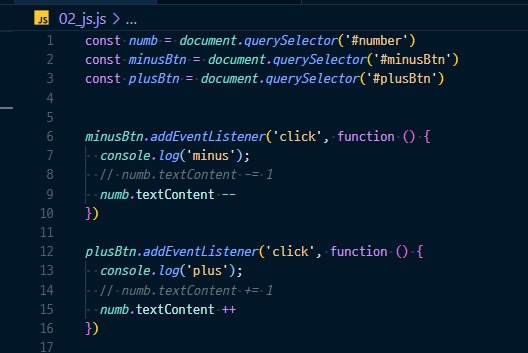 JS 02_js.js > ...
1 const numb = document.querySelector('#number')
2 const minusBtn = document.querySelector('#minusBtn')
3 const plusBtn = document.querySelector('#plusBtn')
4
5
6 minusBtn.addEventListener('click', function () {
7 console.log('minus');
8 // numb.textContent -= 1
9 numb.textContent --
10 })
11
12 plusBtn.addEventListener('click', function () {
13 console.log('plus');
14 // numb.textContent += 1
15 numb.textContent ++
16 })
17